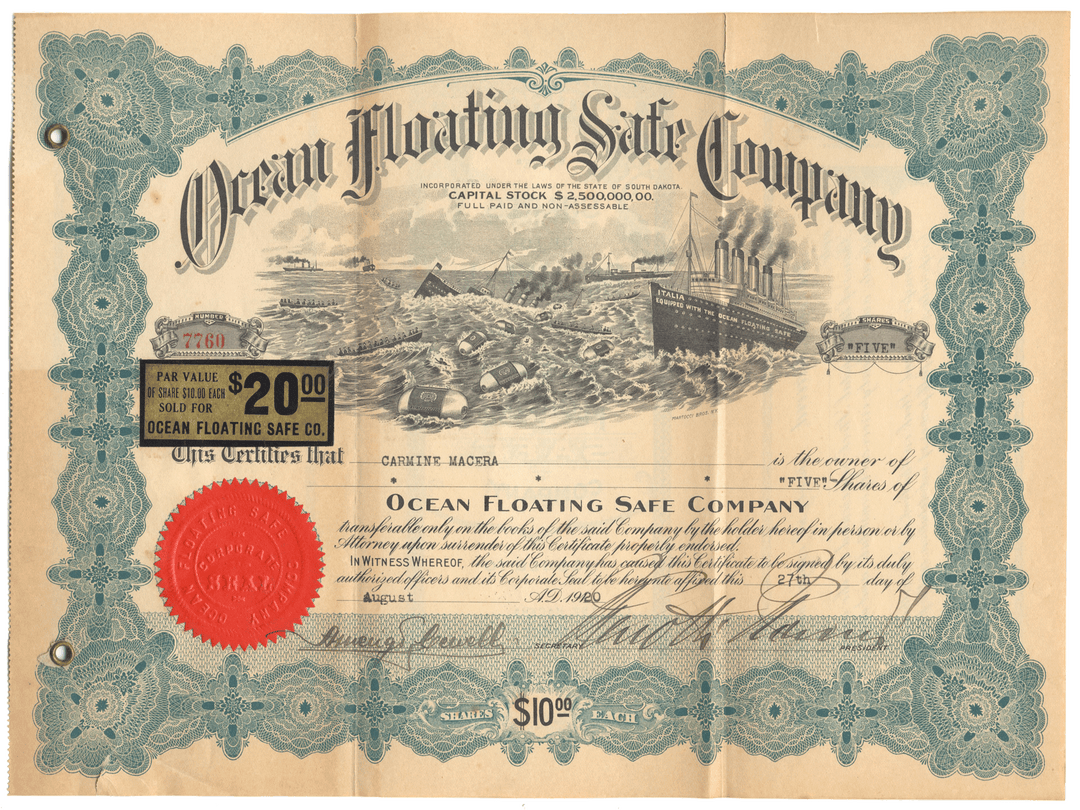 Ocean Floating Safe Company
INCORPORATED UNDER THE LAWS OF THE STATE OF SOUTH DAKOTA.
CAPITAL STOCK $2,500,000,00.
FULL PAID AND NON-ASSESSABLE
ITALIA
EQUIPPED WITH THE OCEAN FLOATING SAFE
NUMBER
7760
SHARES
"FIVE"
PAR VALUE
OF SHARE $10.00 EACH
SOLD FOR
$20.00
OCEAN FLOATING SAFE CO.
This Certifies that CARMINE MACERA is the owner of
* * * "FIVE" Shares of
OCEAN FLOATING SAFE COMPANY
transferable only on the books of the said Company by the holder hereof in person or by
Attorney upon surrender of this Certificate properly endorsed.
IN WITNESS WHEREOF, the said Company has caused this Certificate to be signed by its duly
authorized officers and its Corporate Seal to be hereunto affixed this 27th day of
August A.D. 1920
OCEAN FLOATING SAFE COMPANY
CORPORATE
SEAL
SECRETARY
PRESIDENT
SHARES $10.00 EACH